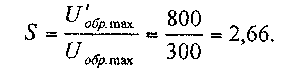 S = U'обр.max / Uобр.max = 800 / 300 = 2,66.